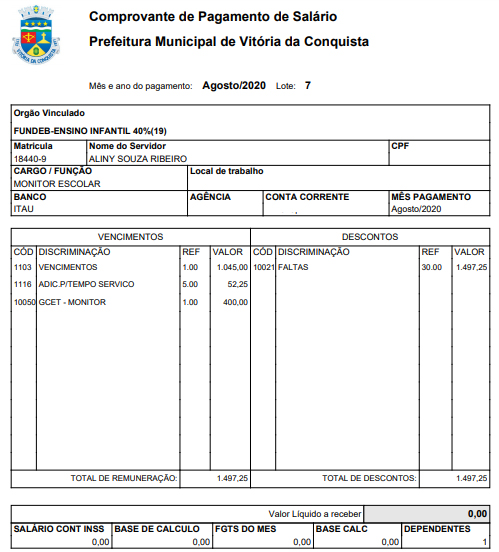 Comprovante de Pagamento de Salário
Prefeitura Municipal de Vitória da Conquista
Mês e ano do pagamento: Agosto/2020 Lote: 7
Orgão Vinculado
FUNDEB-ENSINO INFANTIL 40%(19)
Matricula Nome do Servidor CPF
18440-9 ALINY SOUZA RIBEIRO
CARGO / FUNÇÃO Local de trabalho
MONITOR ESCOLAR
BANCO AGÊNCIA CONTA CORRENTE MÊS PAGAMENTO
ITAU Agosto/2020
VENCIMENTOS DESCONTOS
CÓD DISCRIMINAÇÃO REF VALOR CÓD DISCRIMINAÇÃO REF VALOR
1103 VENCIMENTOS 1.00 1.045,00 10021 FALTAS 30.00 1.497,25
1116 ADIC.P/TEMPO SERVICO 5.00 52,25
10050 GCET - MONITOR 1.00 400,00
TOTAL DE REMUNERAÇÃO: 1.497,25 TOTAL DE DESCONTOS: 1.497,25
Valor Líquido a receber 0,00
SALÁRIO CONT INSS BASE DE CALCULO FGTS DO MES BASE CALC DEPENDENTES
0,00 0,00 0,00 0,00 1